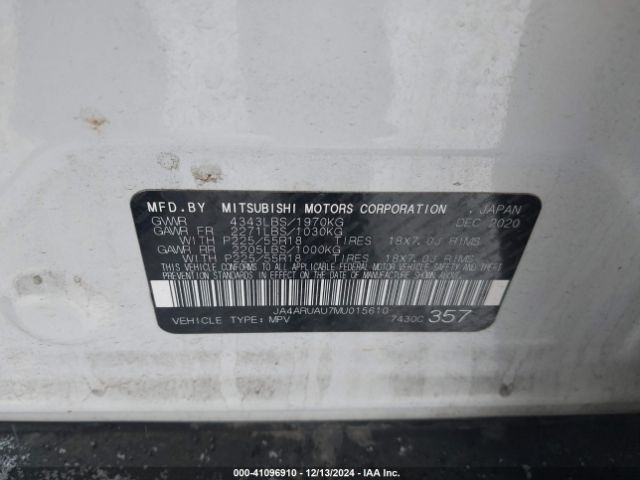 MFD.BY MITSUBISHI MOTORS CORPORATION . JAPAN
GVWR 4343LBS/1970KG DEC 2020
GAWR FR 2271LBS/1030KG
WITH P225/55R18 TIRES 18X7.0J RIMS
GAWR RR 2205LBS/1000KG
WITH P225/55R18 TIRES 18X7.0J RIMS
THIS VEHICLE CONFORMS TO ALL APPLICABLE FEDERAL MOTOR VEHICLE SAFETY AND
THEFT PREVENTION STANDARDS IN EFFECT ON THE DATE OF MANUFACTURE SHOWN ABOVE.
JA4ARUAU7MU015610
VEHICLE TYPE: MPV 7430C 357
000-41096910 - 12/13/2024 - IAA Inc.